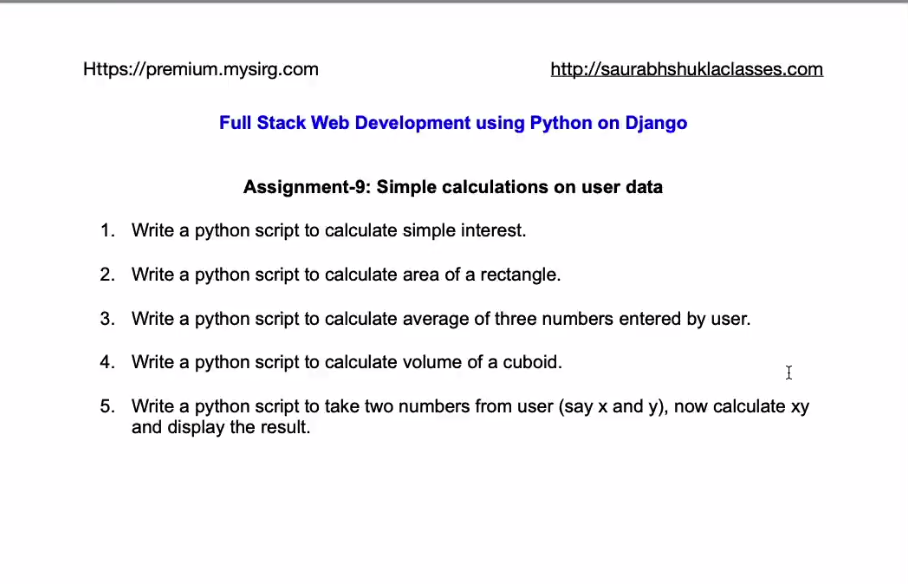 Https://premium.mysirg.com http://saurabhshuklaclasses.com
Full Stack Web Development using Python on Django
Assignment-9: Simple calculations on user data
1. Write a python script to calculate simple interest.
2. Write a python script to calculate area of a rectangle.
3. Write a python script to calculate average of three numbers entered by user.
4. Write a python script to calculate volume of a cuboid.
5. Write a python script to take two numbers from user (say x and y), now calculate xy
and display the result.